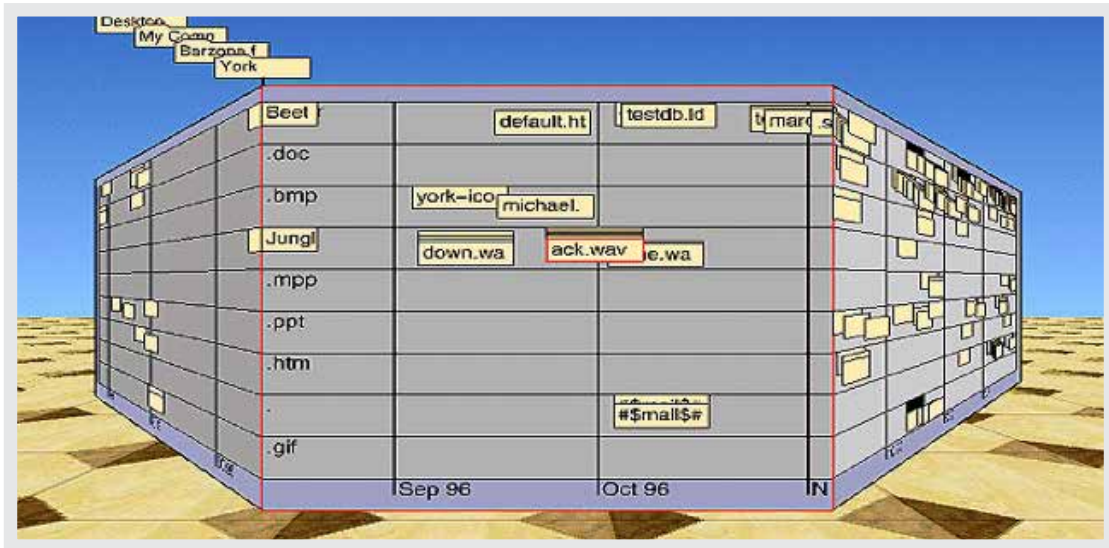 Desktop
My Comp
Barzona.f
York
Beet
default.ht
testdb.ld
marc
.s
.doc
.bmp
york-ico
michael.
Jungl
down.wa
ack.wav
e.wa
.mpp
.ppt
.htm
.
#$mall$#
.gif
Sep 96
Oct 96
N